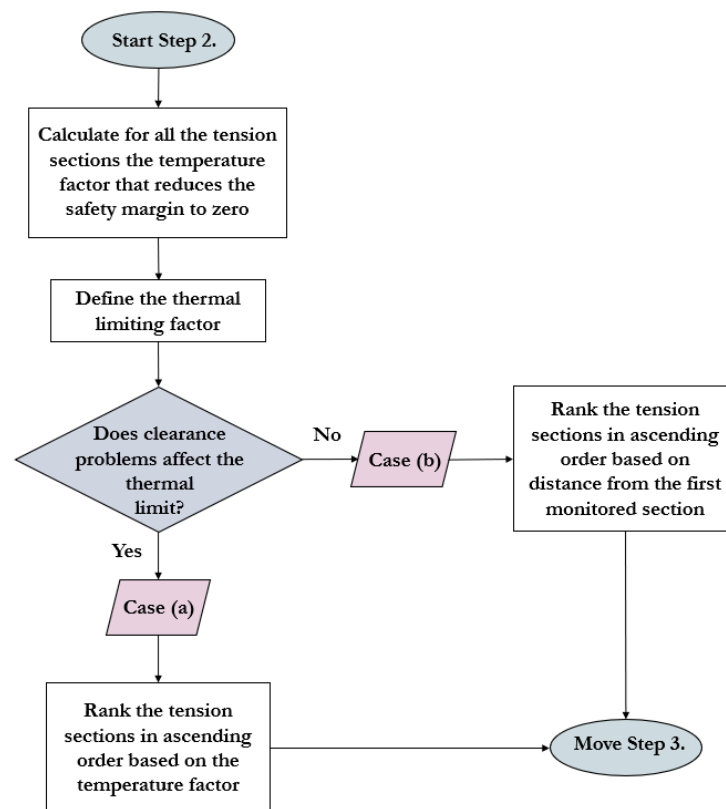 Start Step 2.
Calculate for all the tension
sections the temperature
factor that reduces the
safety margin to zero
Define the thermal
limiting factor
Does clearance
problems affect the
thermal
limit?
No
Case (b)
Rank the tension
sections in ascending
order based on
distance from the first
monitored section
Yes
Case (a)
Rank the tension
sections in ascending
order based on the
temperature factor
Move Step 3.